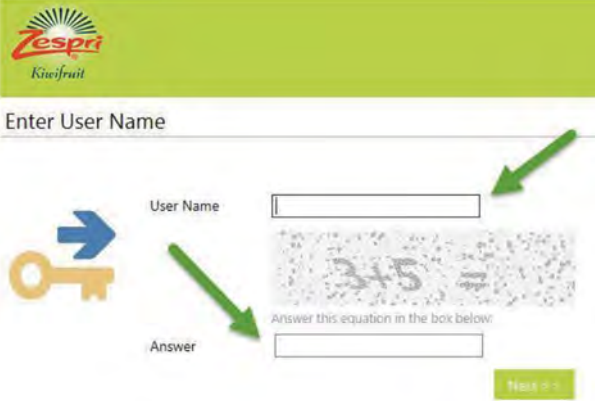 Zespri
Kiwifruit
Enter User Name
User Name
3+5 =
Answer this equation in the box below:
Answer
Next >>